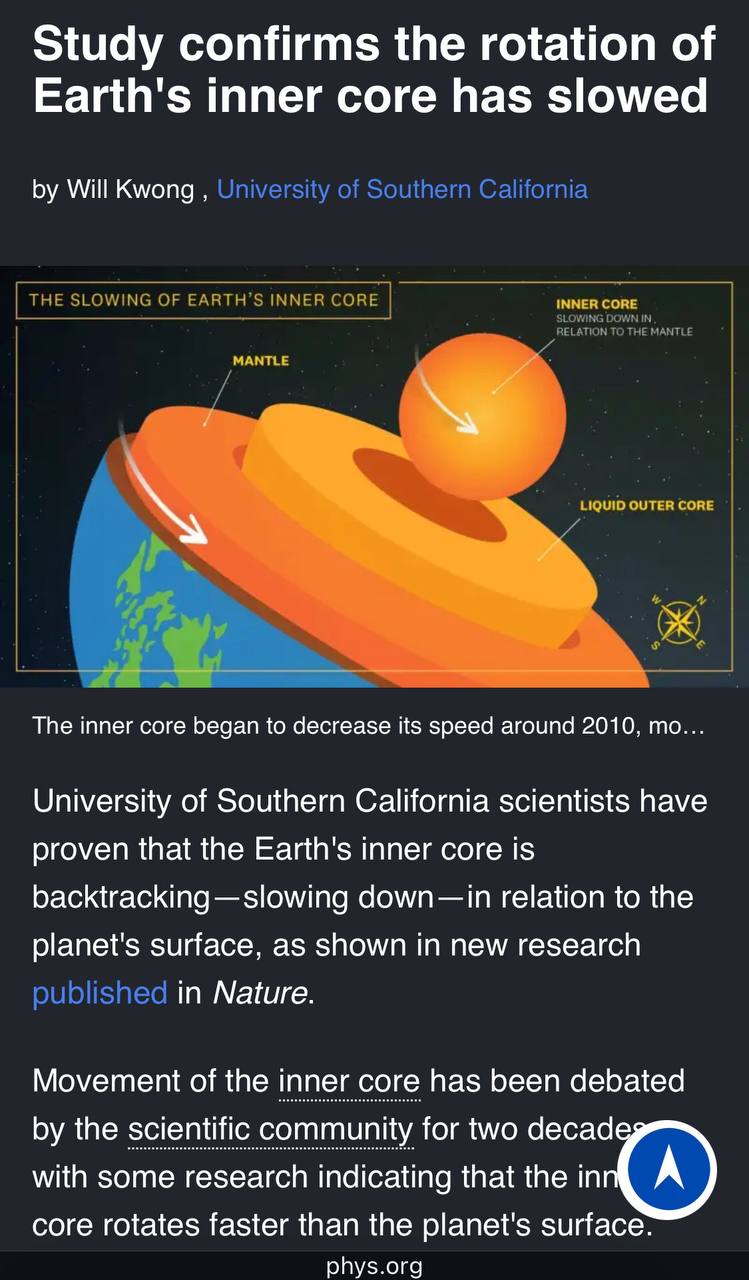 Study confirms the rotation of
Earth's inner core has slowed
by Will Kwong , University of Southern California
THE SLOWING OF EARTH'S INNER CORE
INNER CORE
SLOWING DOWN IN
RELATION TO THE MANTLE
MANTLE
LIQUID OUTER CORE
W N
S E
The inner core began to decrease its speed around 2010, mo…
University of Southern California scientists have
proven that the Earth's inner core is
backtracking—slowing down—in relation to the
planet's surface, as shown in new research
published in Nature.
Movement of the inner core has been debated
by the scientific community for two decades
with some research indicating that the inn
core rotates faster than the planet's surface.
phys.org